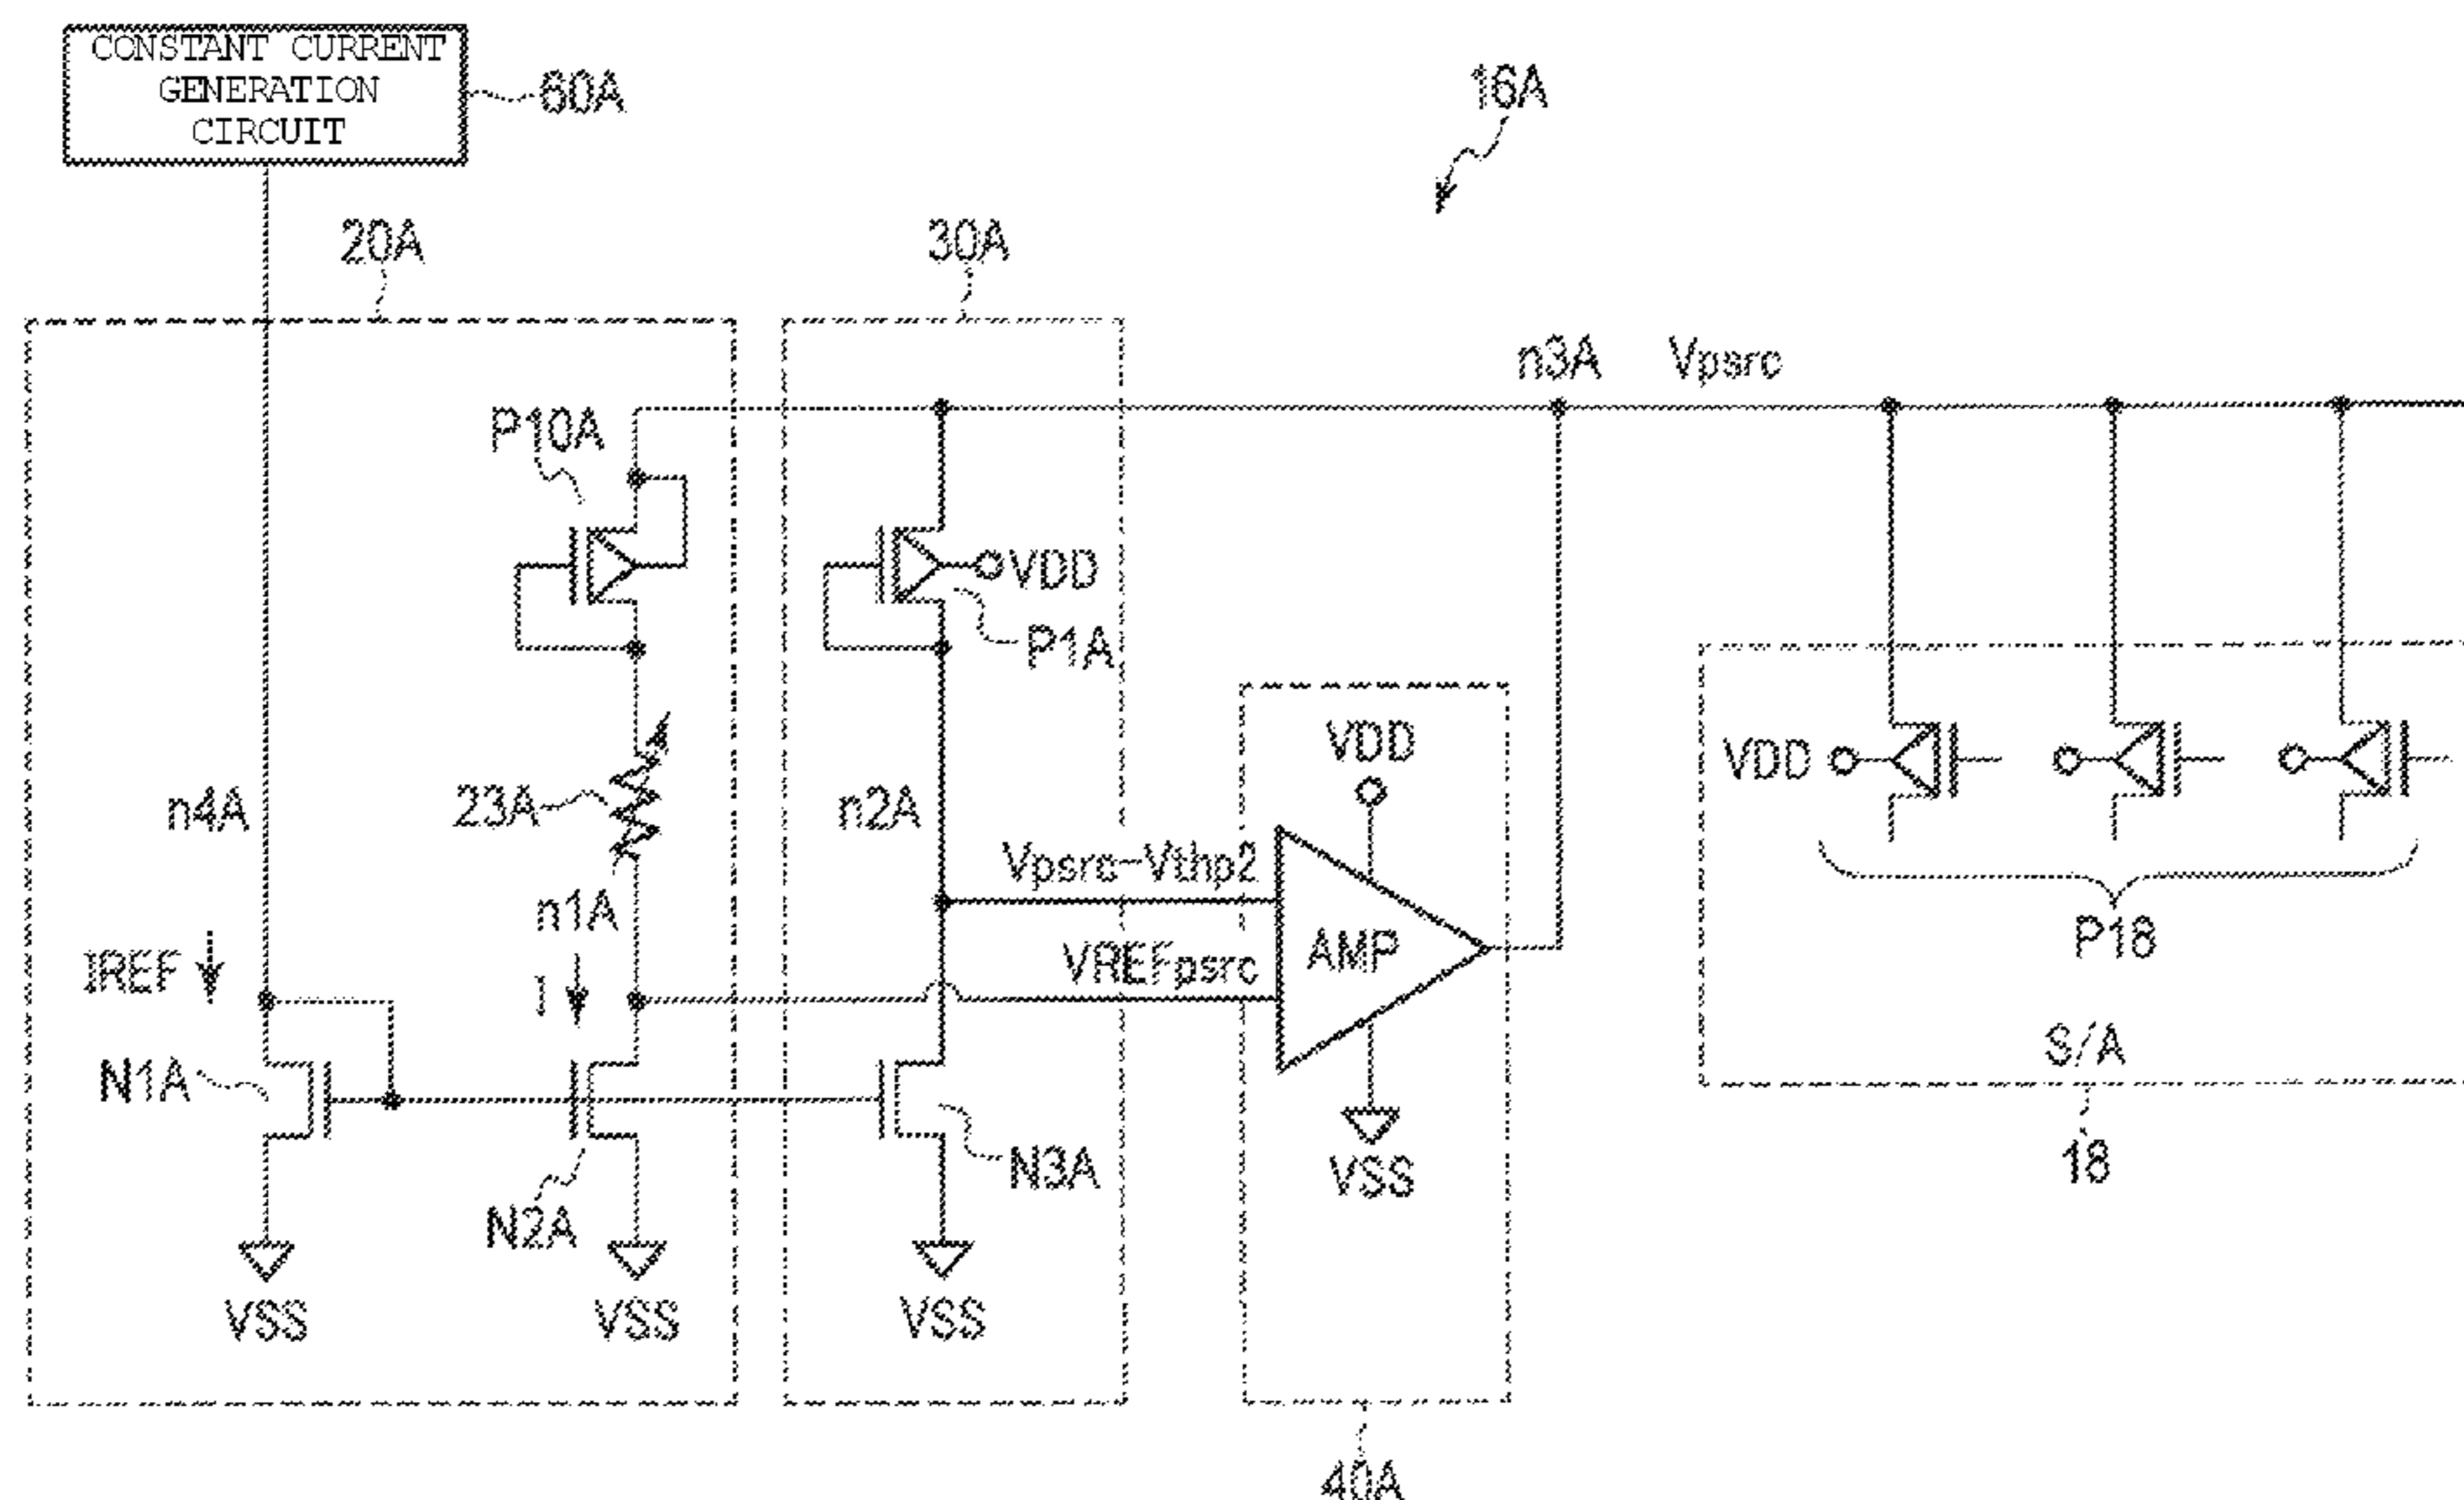 CONSTANT CURRENT
GENERATION
CIRCUIT
60A
16A
20A
30A
n3A Vpsrc
P10A
VDD
P1A
VDD
VDD
n4A
23A
n2A
Vpsrc-Vthp2
n1A
P18
IREF
I
VREFpsrc
AMP
S/A
N1A
N3A
VSS
18
N2A
VSS
VSS
VSS
40A